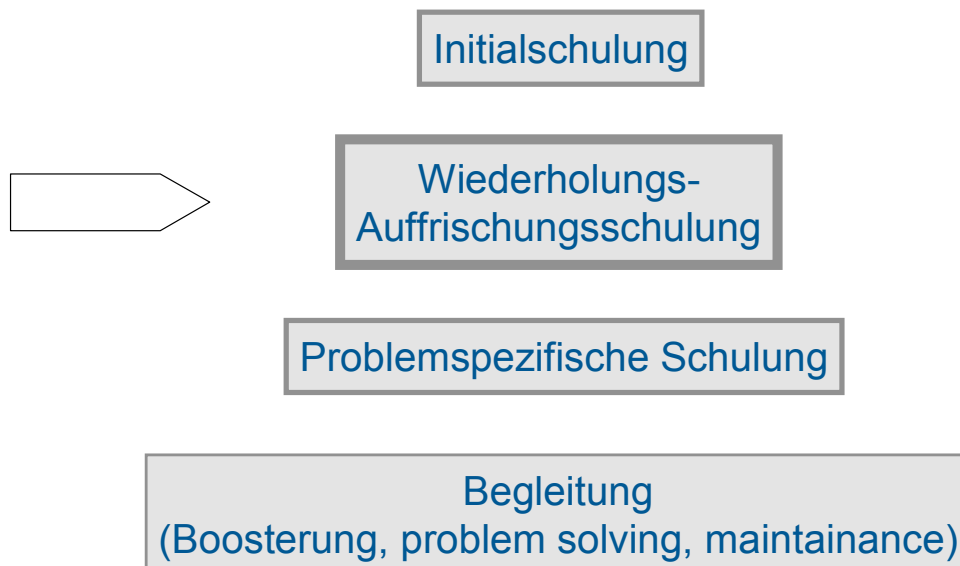 Initialschulung
Wiederholungs-
Auffrischungsschulung
Problemspezifische Schulung
Begleitung
(Boosterung, problem solving, maintainance)